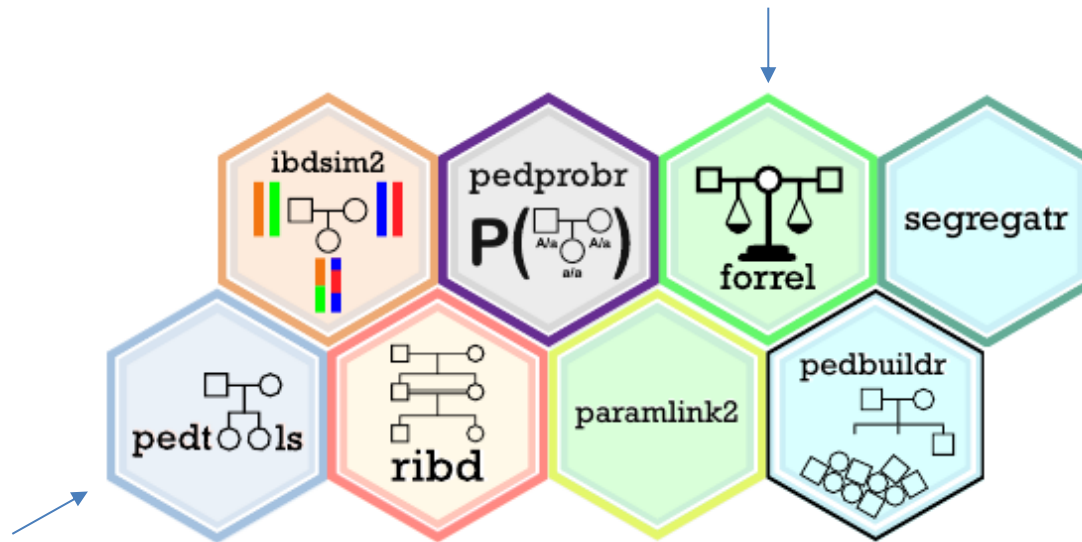 ibdsim2
pedprobr
P(
A/a
A/a
a/a
)
forrel
segregatr
pedtools
ribd
paramlink2
pedbuildr